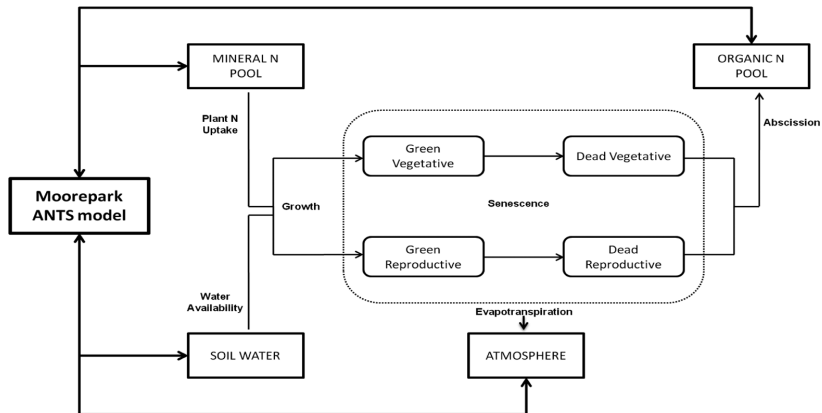 MINERAL N
POOL
ORGANIC N
POOL
Plant N
Uptake
Abscission
Green
Vegetative
Dead Vegetative
Moorepark
ANTS model
Growth
Senescence
Green
Reproductive
Dead
Reproductive
Water
Availability
Evapotranspiration
SOIL WATER
ATMOSPHERE